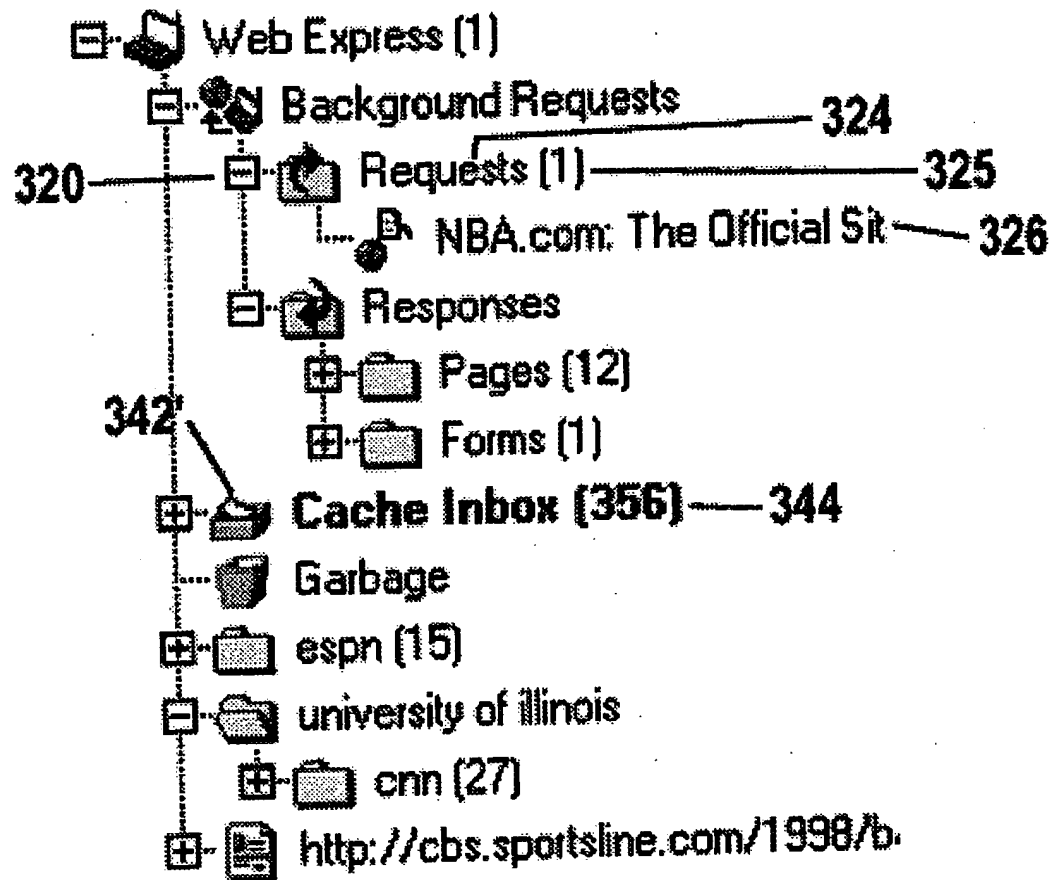 Web Express (1)
Background Requests
324
320
Requests (1)
325
NBA.com: The Official Sit
326
Responses
Pages (12)
342'
Forms (1)
Cache Inbox (356)
344
Garbage
espn (15)
university of illinois
cnn (27)
http://cbs.sportsline.com/1998/b